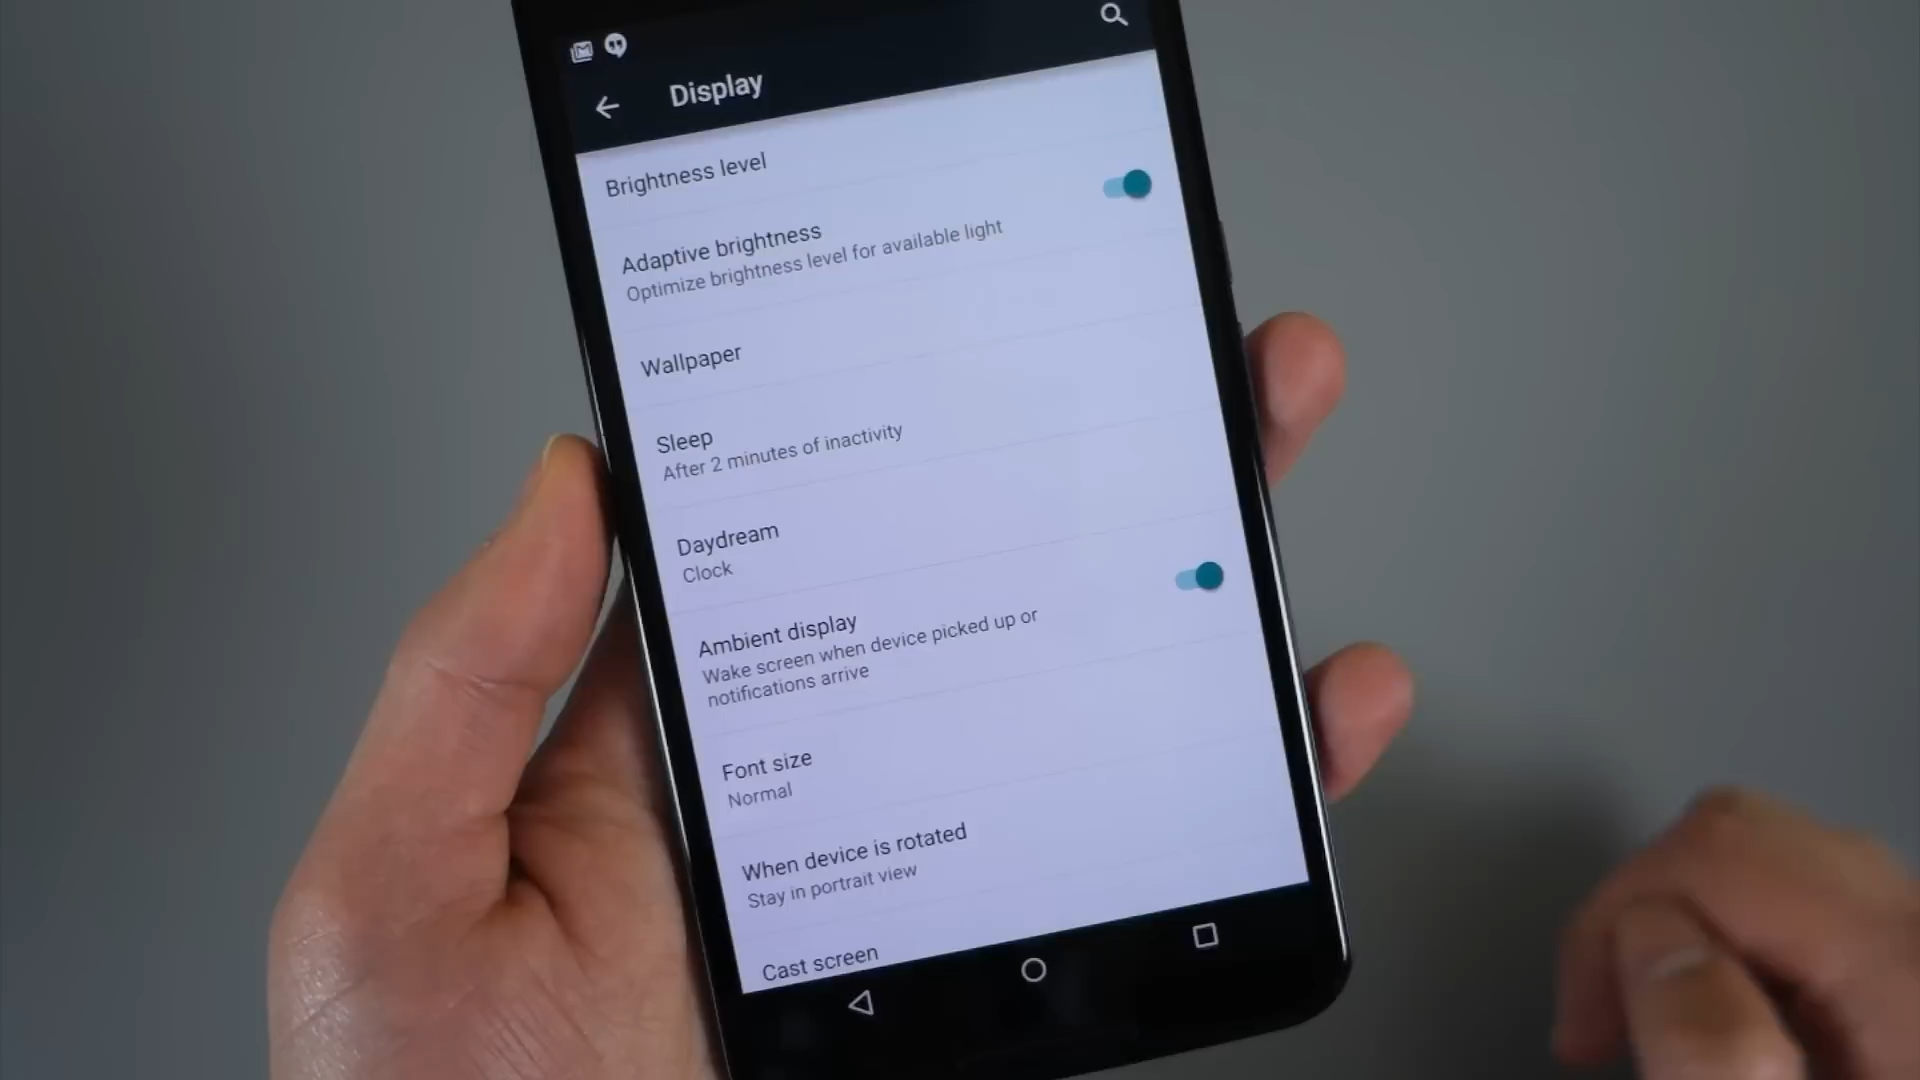 Display
Brightness level
Adaptive brightness
Optimize brightness level for available light
Wallpaper
Sleep
After 2 minutes of inactivity
Daydream
Clock
Ambient display
Wake screen when device picked up or
notifications arrive
Font size
Normal
When device is rotated
Stay in portrait view
Cast screen